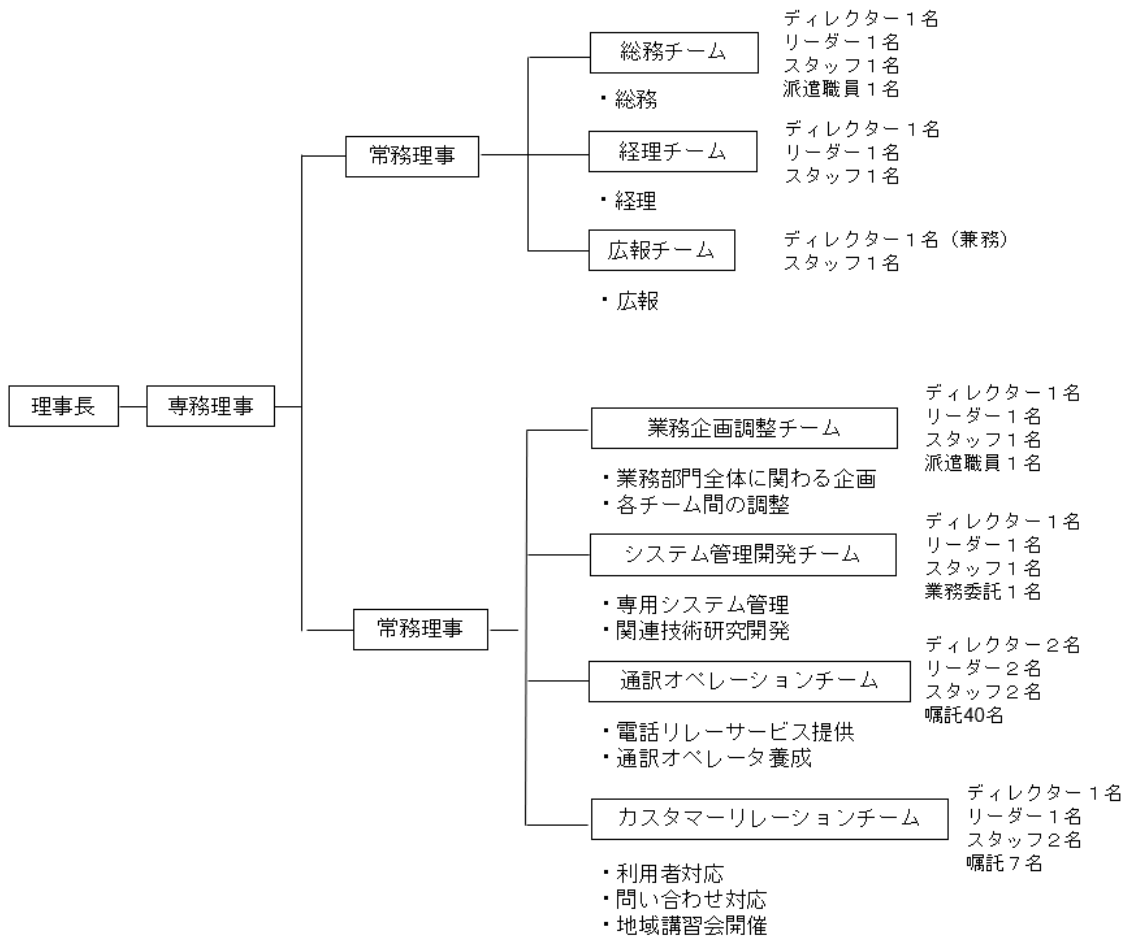 ディレクター１名
リーダー１名
スタッフ１名
派遣職員１名
総務チーム
・総務
ディレクター１名
リーダー１名
スタッフ１名
常務理事
経理チーム
・経理
ディレクター１名（兼務）
スタッフ１名
広報チーム
・広報
理事長
専務理事
ディレクター１名
リーダー１名
スタッフ１名
派遣職員１名
業務企画調整チーム
・業務部門全体に関わる企画
・各チーム間の調整
ディレクター１名
リーダー１名
スタッフ１名
業務委託１名
システム管理開発チーム
・専用システム管理
・関連技術研究開発
常務理事
ディレクター２名
リーダー２名
スタッフ２名
嘱託40名
通訳オペレーションチーム
・電話リレーサービス提供
・通訳オペレータ養成
ディレクター１名
リーダー１名
スタッフ２名
嘱託７名
カスタマーリレーションチーム
・利用者対応
・問い合わせ対応
・地域講習会開催